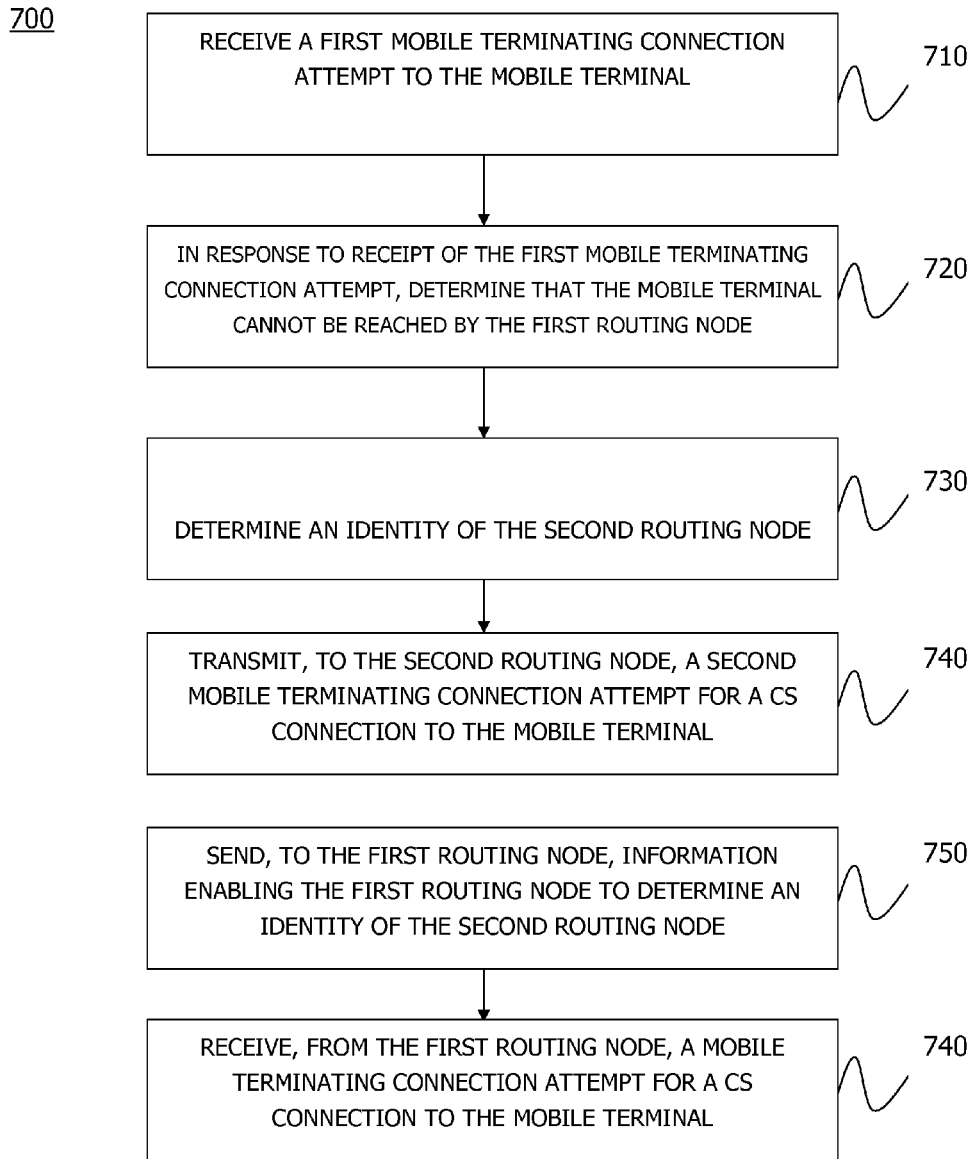 700
RECEIVE A FIRST MOBILE TERMINATING CONNECTION
ATTEMPT TO THE MOBILE TERMINAL
710
IN RESPONSE TO RECEIPT OF THE FIRST MOBILE TERMINATING
CONNECTION ATTEMPT, DETERMINE THAT THE MOBILE TERMINAL
CANNOT BE REACHED BY THE FIRST ROUTING NODE
720
DETERMINE AN IDENTITY OF THE SECOND ROUTING NODE
730
TRANSMIT, TO THE SECOND ROUTING NODE, A SECOND
MOBILE TERMINATING CONNECTION ATTEMPT FOR A CS
CONNECTION TO THE MOBILE TERMINAL
740
SEND, TO THE FIRST ROUTING NODE, INFORMATION
ENABLING THE FIRST ROUTING NODE TO DETERMINE AN
IDENTITY OF THE SECOND ROUTING NODE
750
RECEIVE, FROM THE FIRST ROUTING NODE, A MOBILE
TERMINATING CONNECTION ATTEMPT FOR A CS
CONNECTION TO THE MOBILE TERMINAL
740